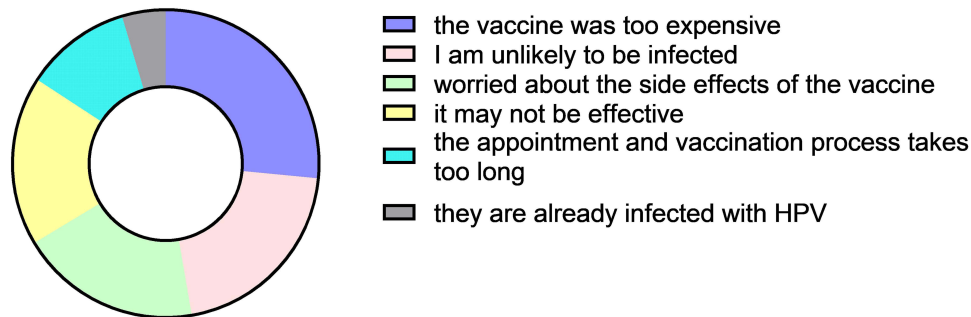 the vaccine was too expensive
I am unlikely to be infected
worried about the side effects of the vaccine
it may not be effective
the appointment and vaccination process takes
too long
they are already infected with HPV